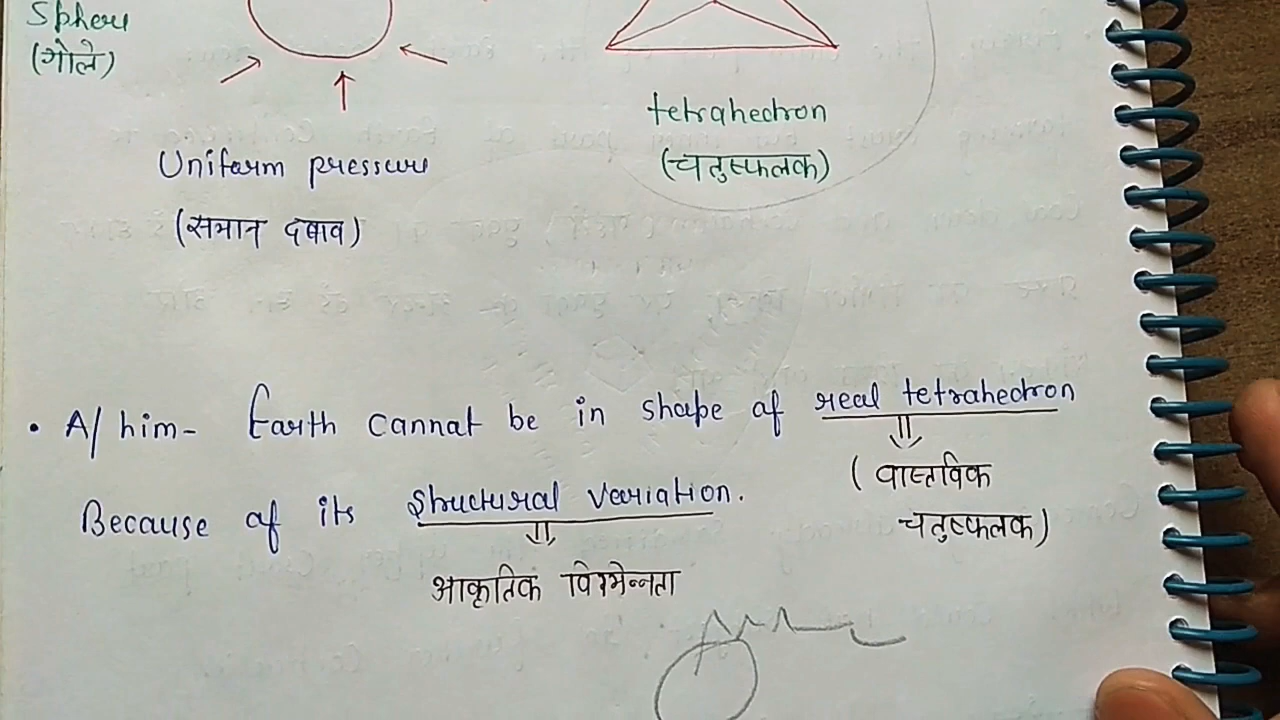 Sphere
(गोले)
tetrahedron
(चतुष्फलक)
Uniform pressure
(समान दबाव)
• A/ him- Earth cannot be in shape of real tetrahedron
(वास्तविक
चतुष्फलक)
Because of its structural variation.
आकृतिक विभिन्नता